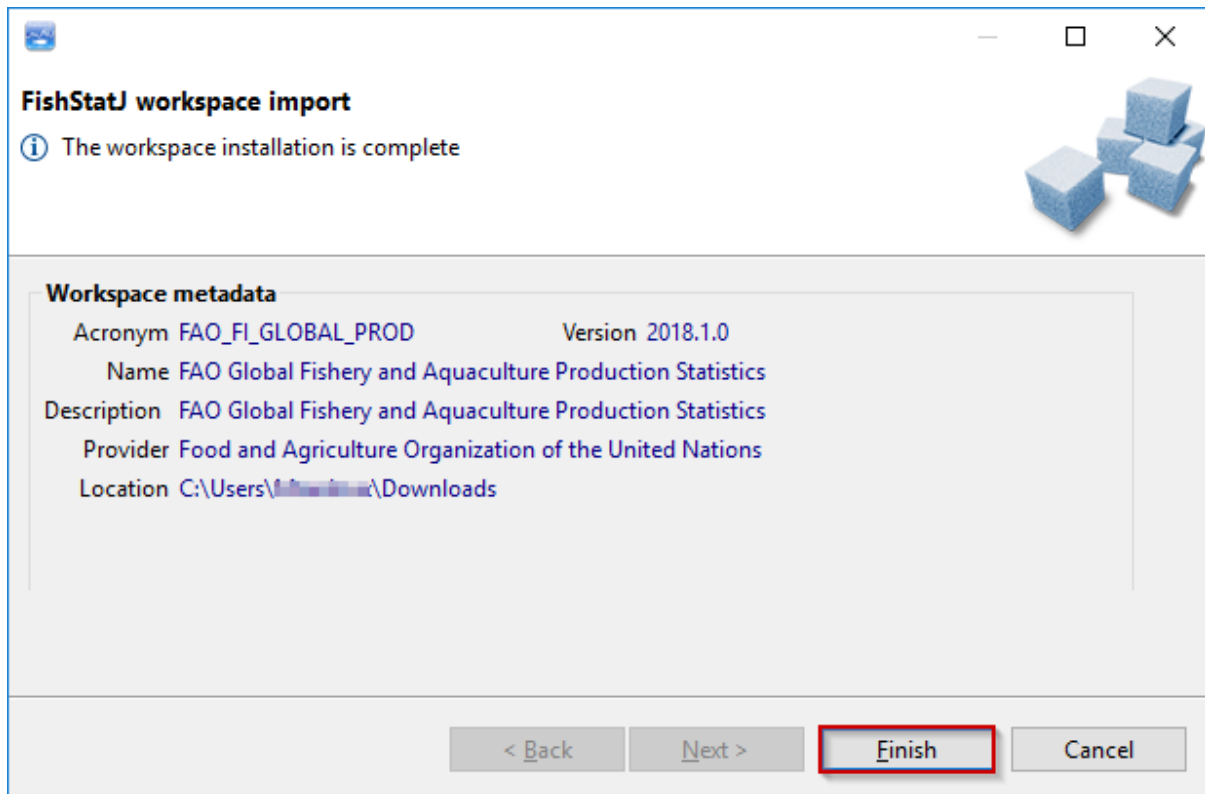 FishStatJ workspace import
The workspace installation is complete
Workspace metadata
Acronym FAO_FI_GLOBAL_PROD Version 2018.1.0
Name FAO Global Fishery and Aquaculture Production Statistics
Description FAO Global Fishery and Aquaculture Production Statistics
Provider Food and Agriculture Organization of the United Nations
Location C:\Users\ \Downloads
< Back Next > Finish Cancel